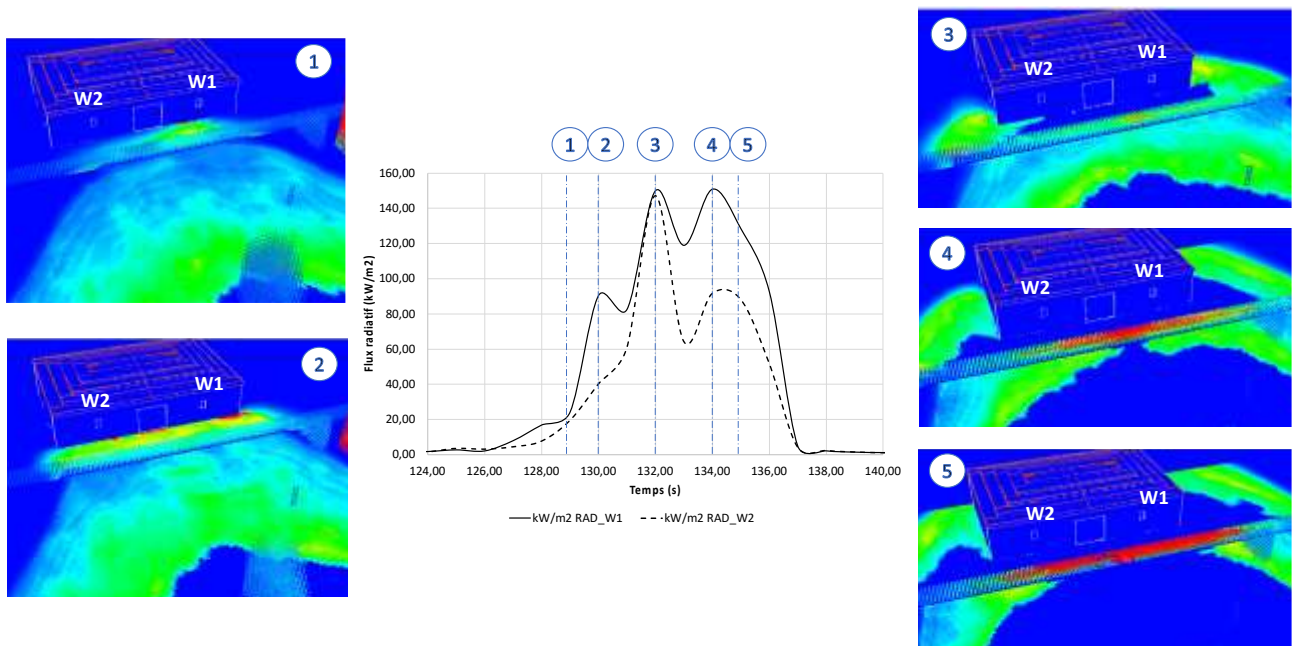 1
W1
W2
2
W1
W2
1 2 3 4 5
160,00
140,00
120,00
100,00
80,00
60,00
40,00
20,00
0,00
Flux radiatif (kW/m2)
124,00 126,00 128,00 130,00 132,00 134,00 136,00 138,00 140,00
Temps (s)
kW/m2 RAD_W1 kW/m2 RAD_W2
3
W1
W2
4
W1
W2
5
W1
W2